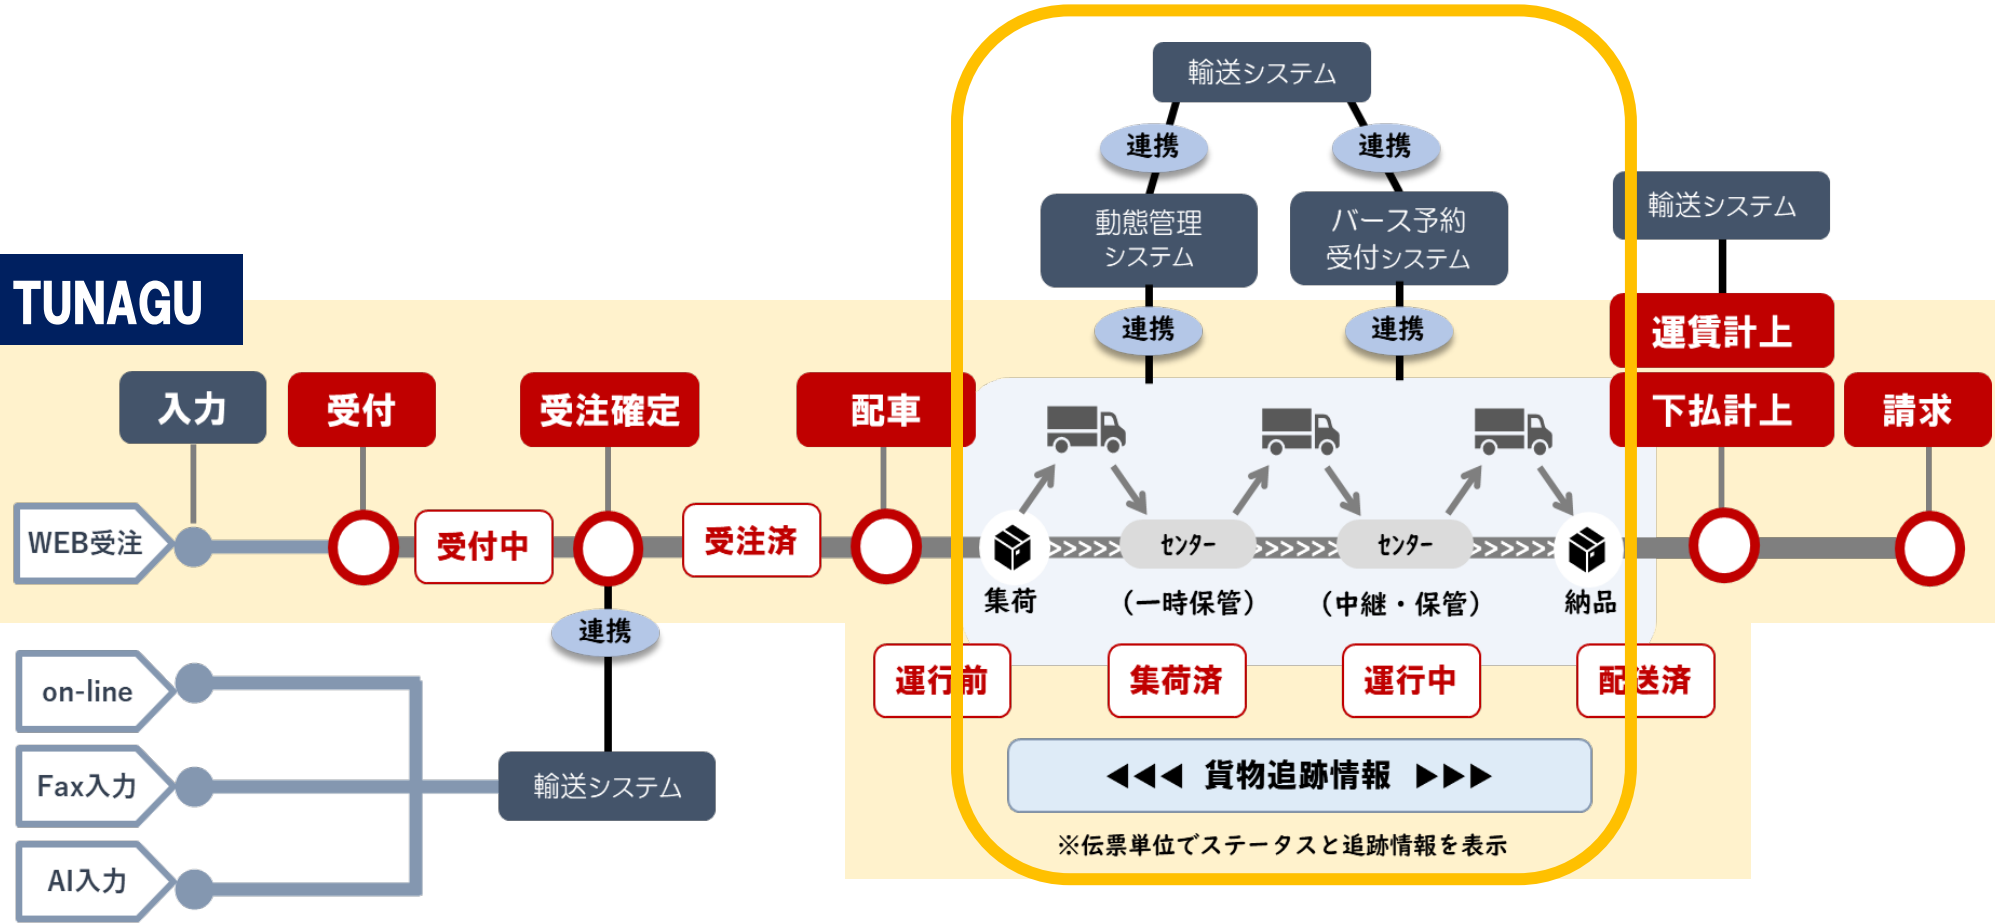 輸送システム
連携
連携
動態管理
システム
バース予約
受付システム
輸送システム
連携
連携
TUNAGU
運賃計上
入力
受付
受注確定
配車
下払計上
請求
WEB受注
受付中
受注済
センター
センター
集荷
（一時保管）
（中継・保管）
納品
連携
運行前
集荷済
運行中
配送済
on-line
Fax入力
AI入力
輸送システム
◀◀◀ 貨物追跡情報 ▶▶▶
※伝票単位でステータスと追跡情報を表示